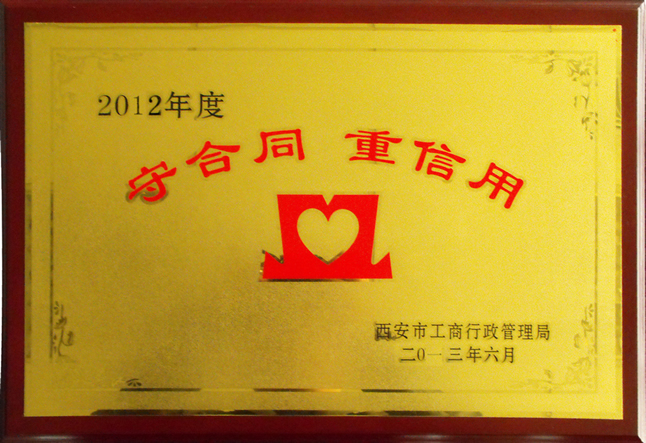 2012年度
守合同 重信用
西安市工商行政管理局
二0一三年六月